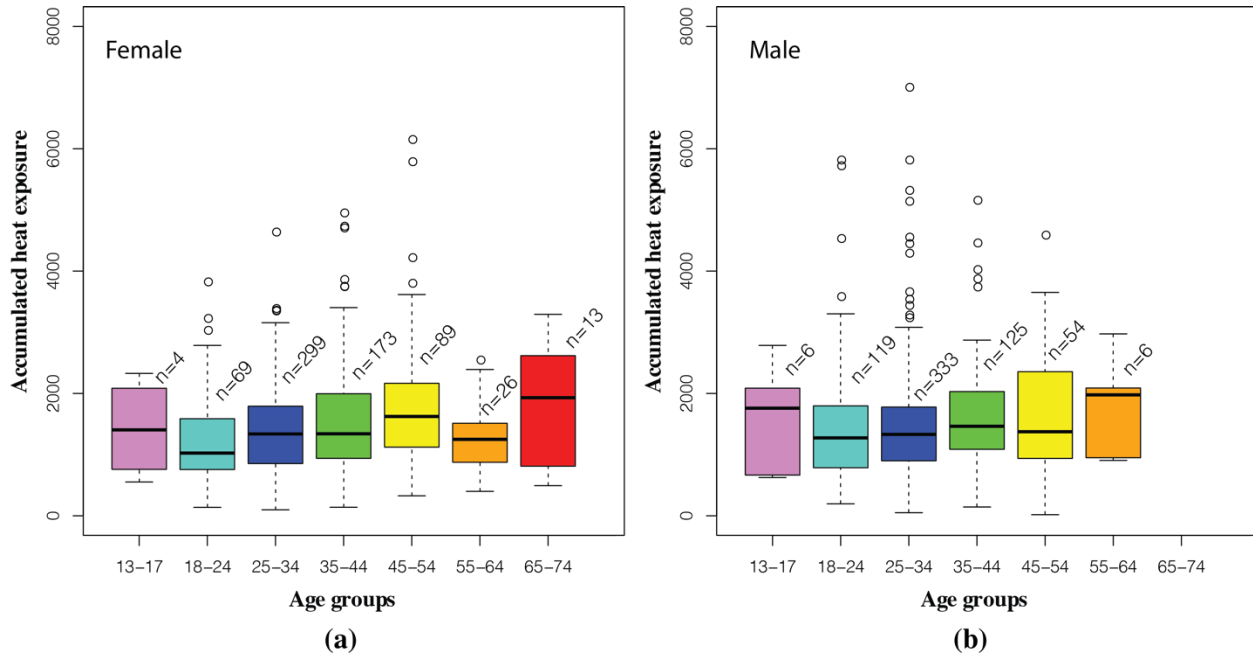 Female
Accumulated heat exposure
8000
6000
4000
2000
0
n=4
n=69
n=299
n=173
n=89
n=26
n=13
13–17 18–24 25–34 35–44 45–54 55–64 65–74
Age groups
(a)
Male
Accumulated heat exposure
8000
6000
4000
2000
0
n=6
n=119
n=333
n=125
n=54
n=6
13–17 18–24 25–34 35–44 45–54 55–64 65–74
Age groups
(b)